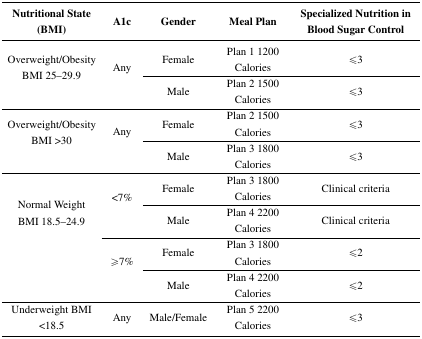 Nutritional State (BMI) A1c Gender Meal Plan Specialized Nutrition in Blood Sugar Control
Overweight/Obesity BMI 25–29.9 Any Female Plan 1 1200 Calories ⩽3
Male Plan 2 1500 Calories ⩽3
Overweight/Obesity BMI >30 Any Female Plan 2 1500 Calories ⩽3
Male Plan 3 1800 Calories ⩽3
Normal Weight BMI 18.5–24.9 <7% Female Plan 3 1800 Calories Clinical criteria
Male Plan 4 2200 Calories Clinical criteria
⩾7% Female Plan 3 1800 Calories ⩽2
Male Plan 4 2200 Calories ⩽2
Underweight BMI <18.5 Any Male/Female Plan 5 2200 Calories ⩽3